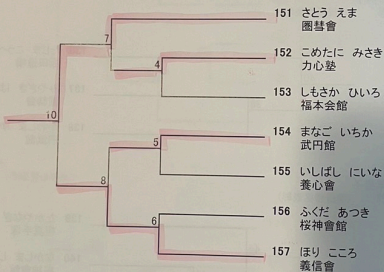 151 さとう えま
圏彗會
152 こめたに みさき
力心塾
153 しもさか ひいろ
福本会館
154 まなご いちか
武円館
155 いしばし にいな
養心會
156 ふくだ あつき
桜神會館
157 ほり こころ
義信會
7
4
10
5
8
6